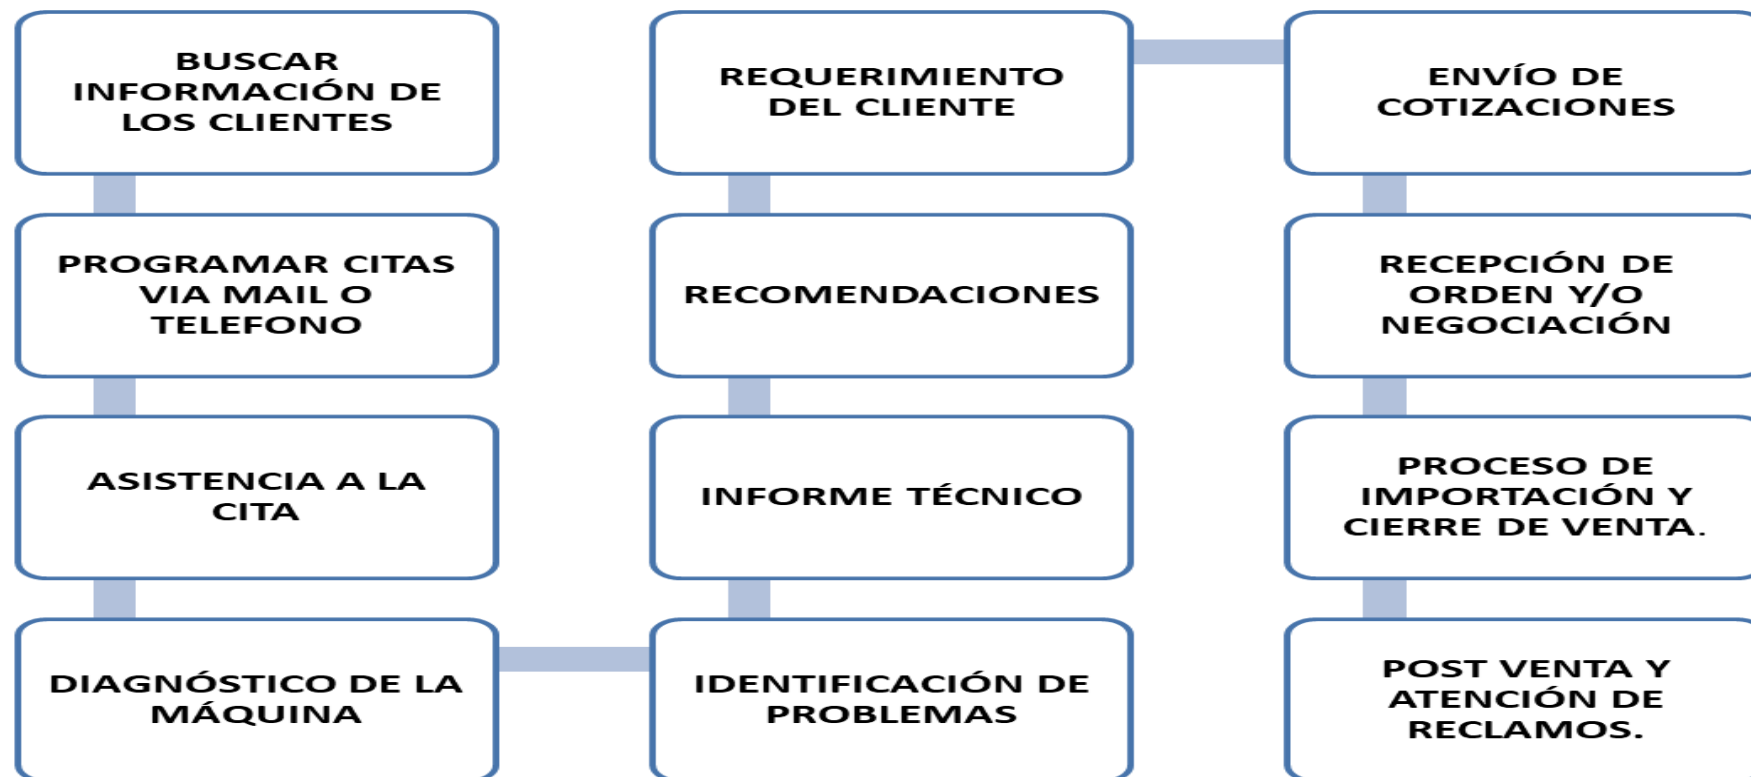 BUSCAR
INFORMACIÓN DE
LOS CLIENTES
PROGRAMAR CITAS
VIA MAIL O
TELEFONO
ASISTENCIA A LA
CITA
DIAGNÓSTICO DE LA
MÁQUINA
IDENTIFICACIÓN DE
PROBLEMAS
INFORME TÉCNICO
RECOMENDACIONES
REQUERIMIENTO
DEL CLIENTE
ENVÍO DE
COTIZACIONES
RECEPCIÓN DE
ORDEN Y/O
NEGOCIACIÓN
PROCESO DE
IMPORTACIÓN Y
CIERRE DE VENTA.
POST VENTA Y
ATENCIÓN DE
RECLAMOS.